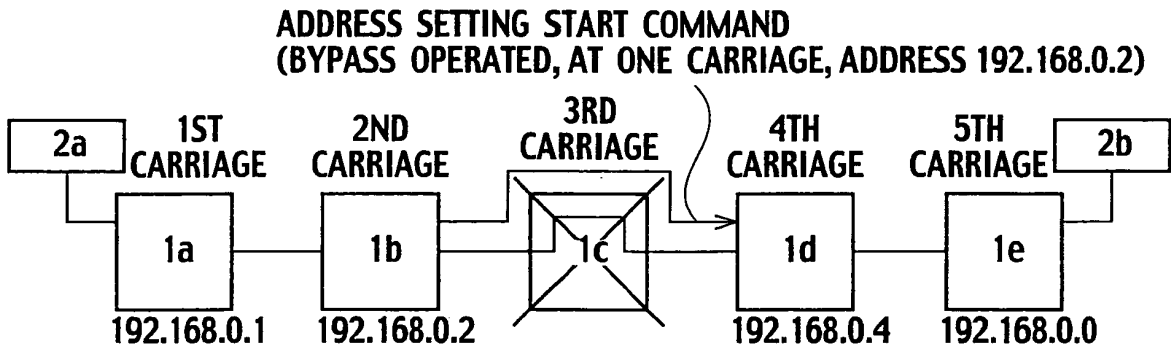 ADDRESS SETTING START COMMAND
(BYPASS OPERATED, AT ONE CARRIAGE, ADDRESS 192.168.0.2)
2a
1ST
CARRIAGE
2ND
CARRIAGE
3RD
CARRIAGE
4TH
CARRIAGE
5TH
CARRIAGE
2b
1a
1b
1c
1d
1e
192.168.0.1
192.168.0.2
192.168.0.4
192.168.0.0